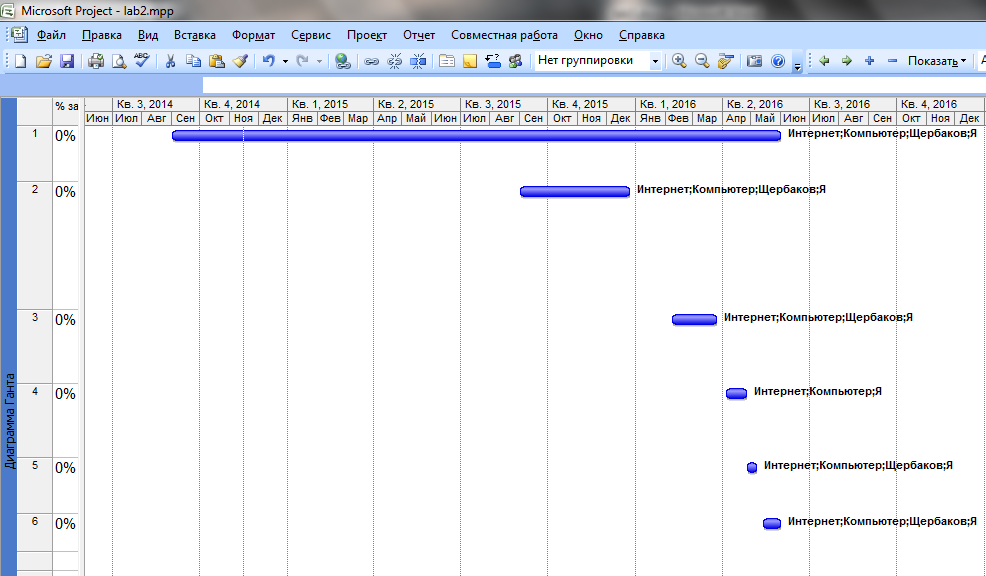 Microsoft Project - lab2.mpp
Файл Правка Вид Вставка Формат Сервис Проект Отчет Совместная работа Окно Справка
Нет группировки Показать
% за Кв. 3, 2014 Кв. 4, 2014 Кв. 1, 2015 Кв. 2, 2015 Кв. 3, 2015 Кв. 4, 2015 Кв. 1, 2016 Кв. 2, 2016 Кв. 3, 2016 Кв. 4, 2016
Июн Июл Авг Сен Окт Ноя Дек Янв Фев Мар Апр Май Июн Июл Авг Сен Окт Ноя Дек Янв Фев Мар Апр Май Июн Июл Авг Сен Окт Ноя Дек
1 0% Интернет;Компьютер;Щербаков;Я
2 0% Интернет;Компьютер;Щербаков;Я
3 0% Интернет;Компьютер;Щербаков;Я
4 0% Интернет;Компьютер;Я
5 0% Интернет;Компьютер;Щербаков;Я
6 0% Интернет;Компьютер;Щербаков;Я
Диаграмма Ганта